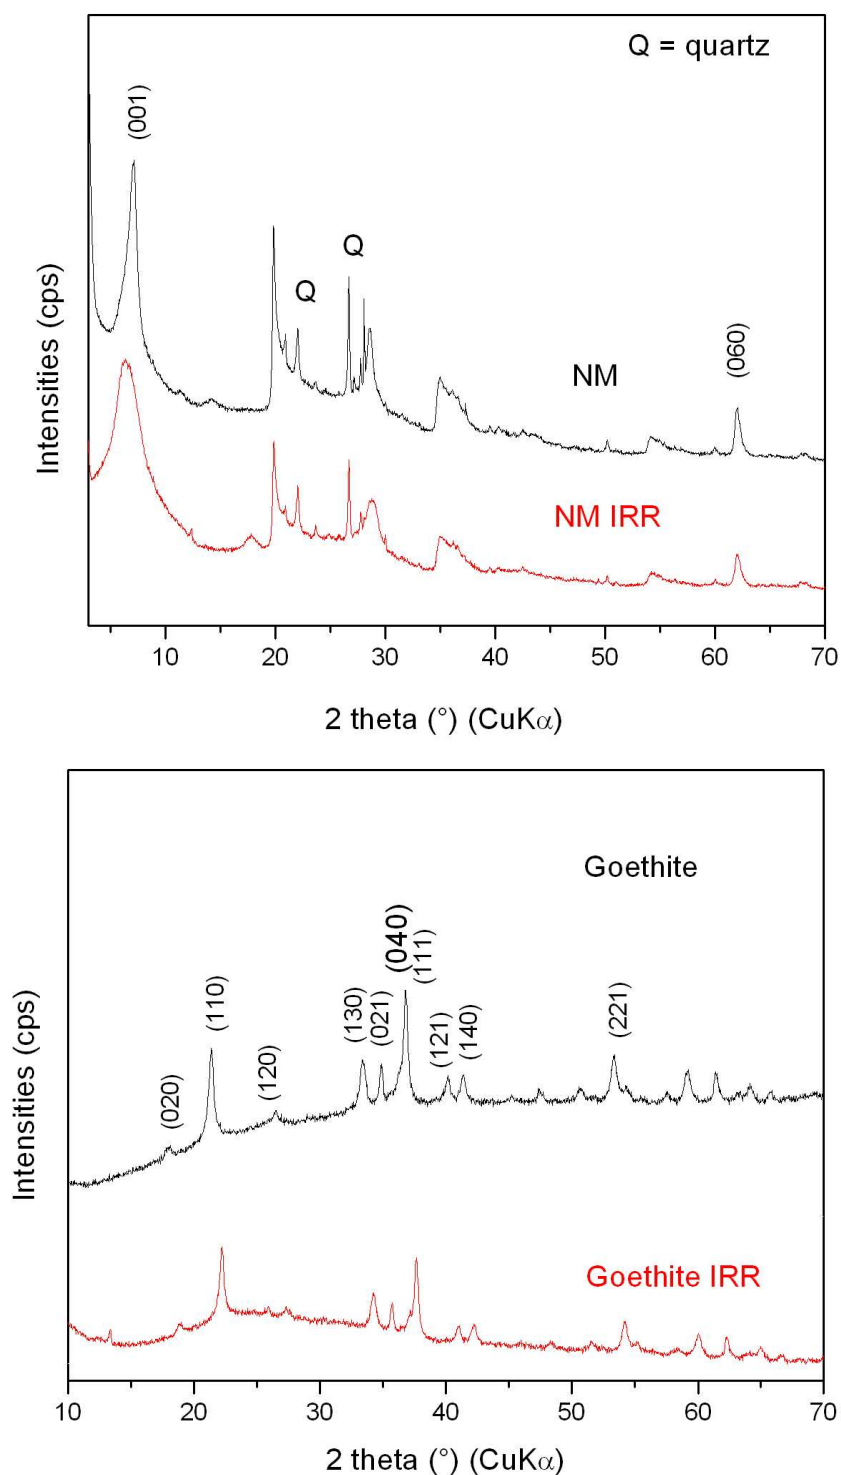 Q = quartz
(001)
Q
Q
(060)
NM
NM IRR
Intensities (cps)
10 20 30 40 50 60 70
2 theta (°) (CuKα)
Goethite
(040)
(111)
(110)
(130)
(021)
(121)
(140)
(221)
(120)
(020)
Goethite IRR
Intensities (cps)
10 20 30 40 50 60 70
2 theta (°) (CuKα)